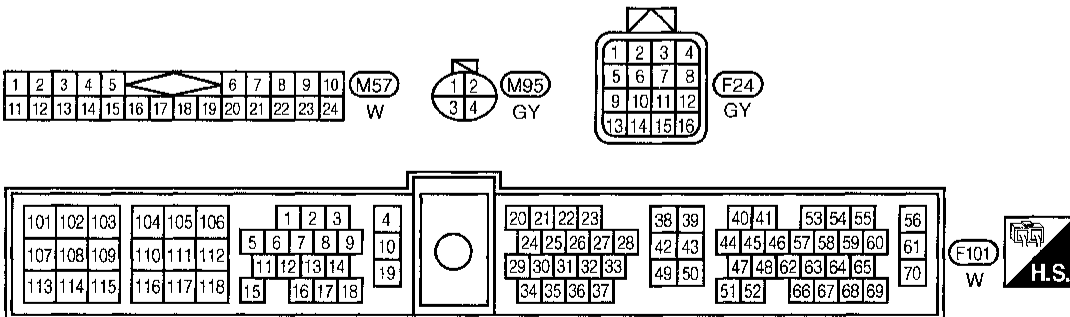 1 2 3 4 5 6 7 8 9 10 M57
11 12 13 14 15 16 17 18 19 20 21 22 23 24 W
1 2 M95
3 4 GY
1 2 3 4
5 6 7 8 F24
9 10 11 12 GY
13 14 15 16
101 102 103 104 105 106 1 2 3 4 20 21 22 23 38 39 40 41 53 54 55 56
107 108 109 110 111 112 5 6 7 8 9 10 24 25 26 27 28 42 43 44 45 46 57 58 59 60 61 F101
11 12 13 14 19 29 30 31 32 33 49 50 47 48 62 63 64 65 70 W
113 114 115 116 117 118 15 16 17 18 34 35 36 37 51 52 66 67 68 69
H.S.